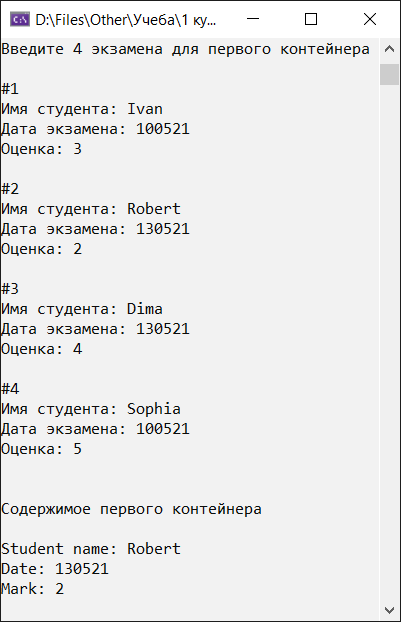 D:\Files\Other\Учеба\1 ку...
Введите 4 экзамена для первого контейнера
#1
Имя студента: Ivan
Дата экзамена: 100521
Оценка: 3
#2
Имя студента: Robert
Дата экзамена: 130521
Оценка: 2
#3
Имя студента: Dima
Дата экзамена: 130521
Оценка: 4
#4
Имя студента: Sophia
Дата экзамена: 100521
Оценка: 5
Содержимое первого контейнера
Student name: Robert
Date: 130521
Mark: 2